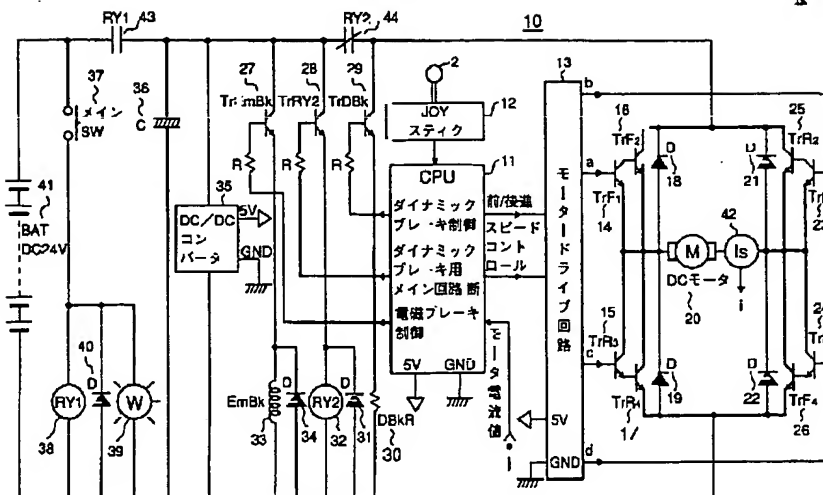 RY1 43
RY2 44
10
37
メイン
SW
36
C
27
TrEmBk
28
TrRY2
29
TrDBk
2
JOY
スティク
12
R
R
R
CPU
11
ダイナミック
ブレーキ制御
ダイナミック
ブレーキ用
メイン回路断
電磁ブレーキ
制御
5V
GND
前/後進
スピード
コント
ロール
モータ電流値
i
13
モータードライブ回路
5V
GND
a
b
c
d
41
BAT
DC24V
35
DC/DC
コン
バータ
5V
GND
40
D
RY1
38
W
39
EmBk
33
D
34
RY2
32
D
31
DBkR
30
16
TrF2
TrF1
14
D
18
D
21
25
TrR2
23
M
DCモータ
20
42
Is
i
15
TrR3
TrR4
D
19
D
22
24
TrF4
26